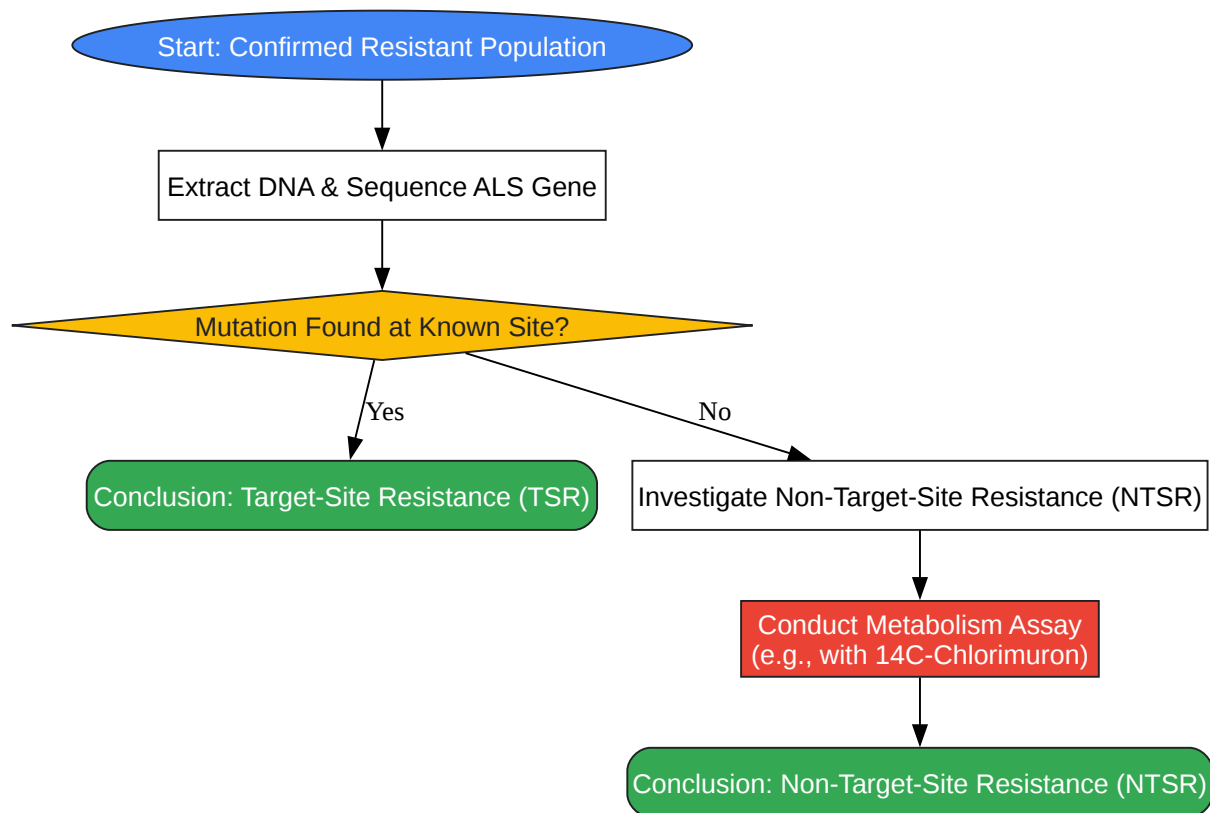 Start: Confirmed Resistant Population
Extract DNA & Sequence ALS Gene
Mutation Found at Known Site?
Yes
No
Conclusion: Target-Site Resistance (TSR)
Investigate Non-Target-Site Resistance (NTSR)
Conduct Metabolism Assay
(e.g., with 14C-Chlorimuron)
Conclusion: Non-Target-Site Resistance (NTSR)